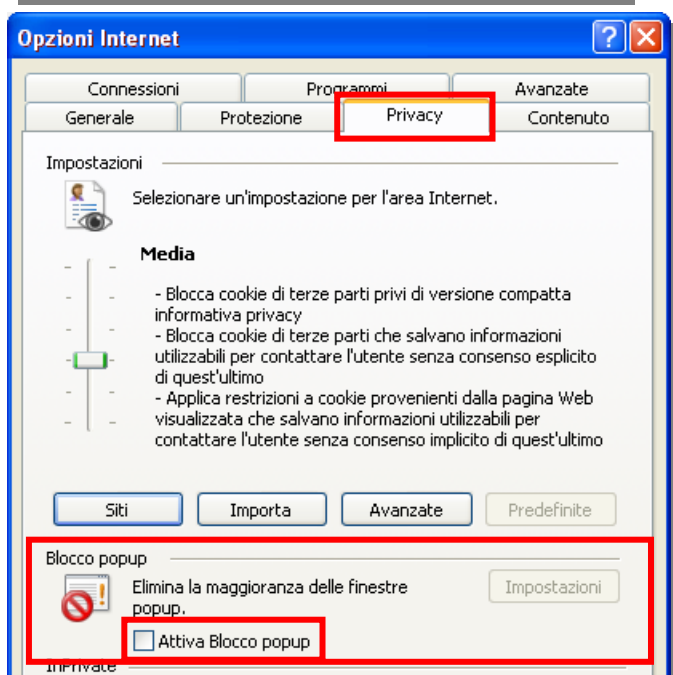 Opzioni Internet
Connessioni Programmi Avanzate
Generale Protezione Privacy Contenuto
Impostazioni
Selezionare un'impostazione per l'area Internet.
Media
- Blocca cookie di terze parti privi di versione compatta
informativa privacy
- Blocca cookie di terze parti che salvano informazioni
utilizzabili per contattare l'utente senza consenso esplicito
di quest'ultimo
- Applica restrizioni a cookie provenienti dalla pagina Web
visualizzata che salvano informazioni utilizzabili per
contattare l'utente senza consenso implicito di quest'ultimo
Siti Importa Avanzate Predefinite
Blocco popup
Elimina la maggioranza delle finestre
popup.
Impostazioni
Attiva Blocco popup
InPrivate